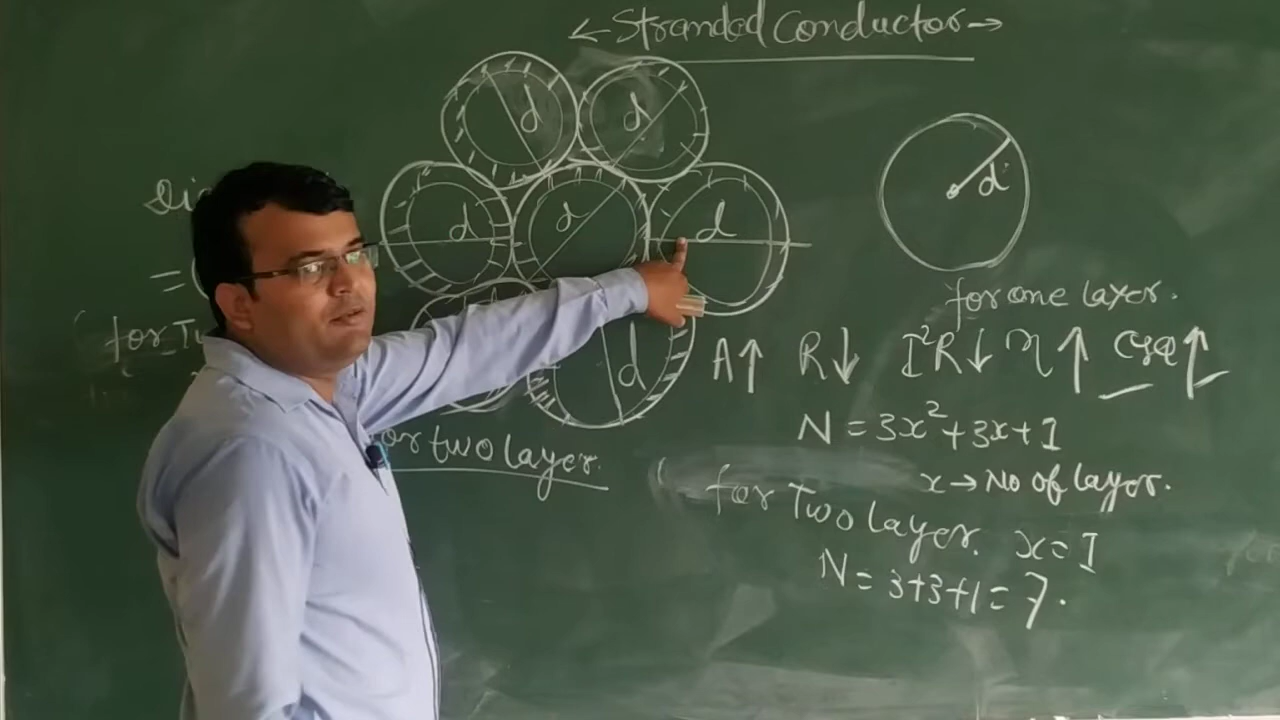 ← Stranded Conductor →
d
d
d
d
d
d
d'
=
for one layer.
A↑ R↓ I²R↓ η↑ Cost↑
N = 3x²+3x+1
x→No of layer.
for two layer.
for Two layer. x=1
N = 3+3+1 = 7.